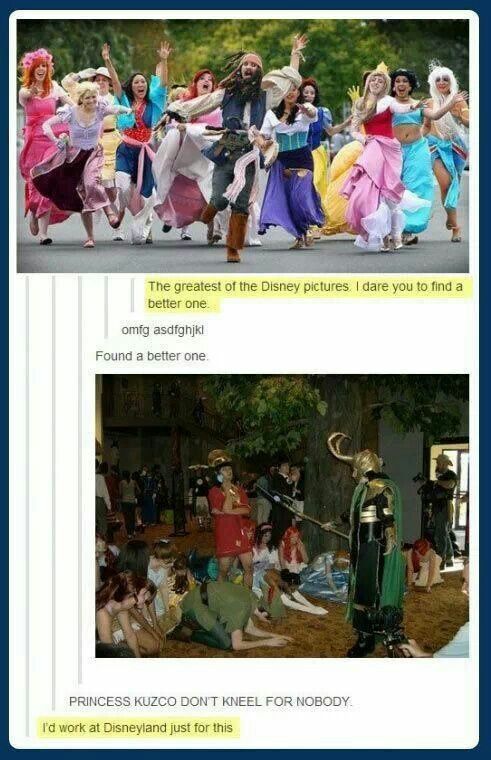 The greatest of the Disney pictures. I dare you to find a
better one.
omfg asdfghjkl
Found a better one.
PRINCESS KUZCO DON'T KNEEL FOR NOBODY.
I'd work at Disneyland just for this